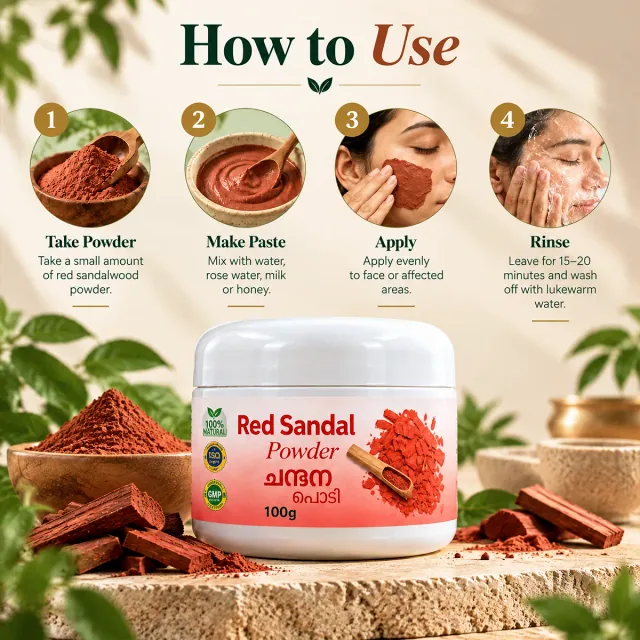 How to Use
1
2
3
4
Take Powder
Take a small amount
of red sandalwood
powder.
Make Paste
Mix with water,
rose water, milk
or honey.
Apply
Apply evenly
to face or affected
areas.
Rinse
Leave for 15–20
minutes and wash
off with lukewarm
water.
100%
NATURAL
Red Sandal
Powder
ചന്ദന
പൊടി
100g
GMP